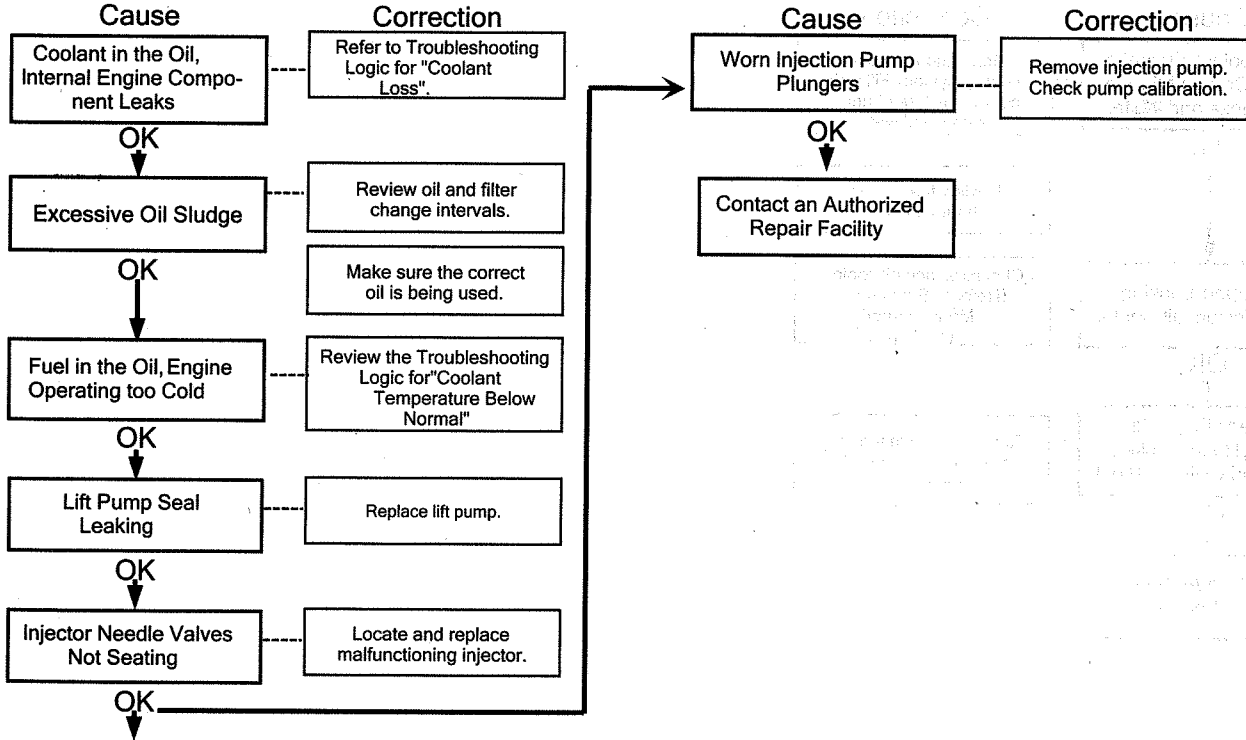 Cause
Correction
Coolant in the Oil,
Internal Engine Compo-
nent Leaks
Refer to Troubleshooting
Logic for "Coolant
Loss".
OK
Excessive Oil Sludge
Review oil and filter
change intervals.
Make sure the correct
oil is being used.
OK
Fuel in the Oil, Engine
Operating too Cold
Review the Troubleshooting
Logic for"Coolant
Temperature Below
Normal"
OK
Lift Pump Seal
Leaking
Replace lift pump.
OK
Injector Needle Valves
Not Seating
Locate and replace
malfunctioning injector.
OK
Cause
Correction
Worn Injection Pump
Plungers
Remove injection pump.
Check pump calibration.
OK
Contact an Authorized
Repair Facility